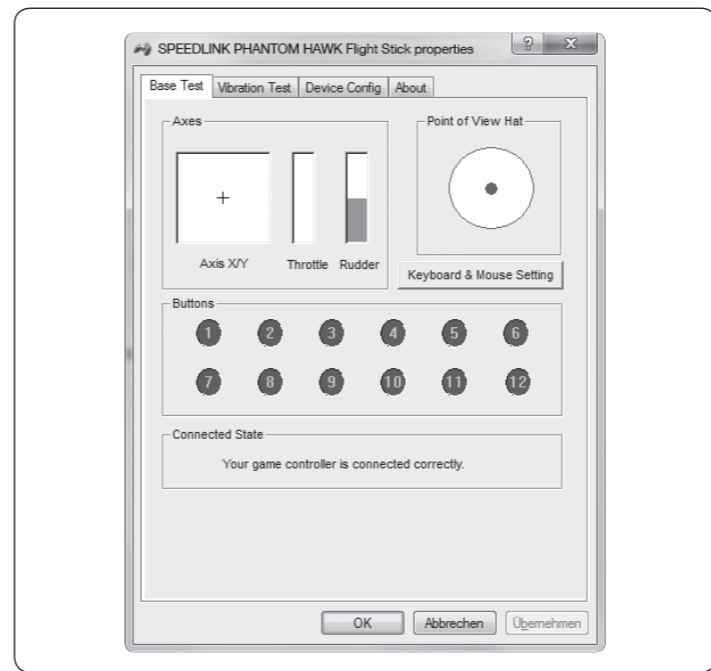 SPEEDLINK PHANTOM HAWK Flight Stick properties
Base Test Vibration Test Device Config About
Axes
Point of View Hat
Axis X/Y Throttle Rudder
Keyboard & Mouse Setting
Buttons
1 2 3 4 5 6
7 8 9 10 11 12
Connected State
Your game controller is connected correctly.
OK Abbrechen Übernehmen